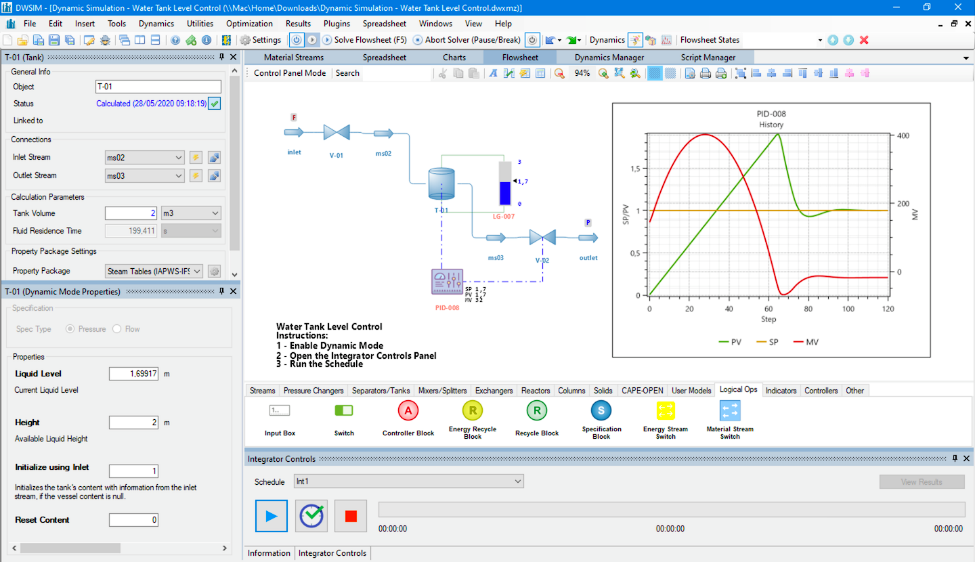 DWSIM - [Dynamic Simulation - Water Tank Level Control (\\Mac\Home\Downloads\Dynamic Simulation - Water Tank Level Control.dwxmz)]
File Edit Insert Tools Dynamics Utilities Optimization Results Plugins Spreadsheet Windows View Help
Settings Solve Flowsheet (F5) Abort Solver (Pause/Break) Dynamics Flowsheet States
T-01 (Tank)
General Info
Object T-01
Status Calculated (28/05/2020 09:18:19)
Linked to
Connections
Inlet Stream ms02
Outlet Stream ms03
Calculation Parameters
Tank Volume 2 m3
Fluid Residence Time 199,411 s
Property Package Settings
Property Package Steam Tables (IAPWS-IF9
T-01 (Dynamic Mode Properties)
Specification
Spec Type Pressure Flow
Properties
Liquid Level 1.69917 m
Current Liquid Level
Height 2 m
Available Liquid Height
Initialize using Inlet 1
Initializes the tank's content with information from the inlet
stream, if the vessel content is null.
Reset Content 0
Material Streams Spreadsheet Charts Flowsheet Dynamics Manager Script Manager
Control Panel Mode Search 94%
F
inlet
V-01
ms02
T-01
3
1,7
0
LG-007
P
ms03
V-02
outlet
SP 1,7
PV 1,7
MV 32
PID-008
Water Tank Level Control
Instructions:
1 - Enable Dynamic Mode
2 - Open the Integrator Controls Panel
3 - Run the Schedule
PID-008
History
SP/PV
1,5
1
0,5
0
MV
400
200
0
0 20 40 60 80 100 120
Step
PV SP MV
Streams Pressure Changers Separators/Tanks Mixers/Splitters Exchangers Reactors Columns Solids CAPE-OPEN User Models Logical Ops Indicators Controllers Other
1... A R R S
Input Box Switch Controller Block Energy Recycle Block Recycle Block Specification Block Energy Stream Switch Material Stream Switch
Integrator Controls
Schedule Int1 View Results
00:00:00 00:00:00 00:00:00
Information Integrator Controls